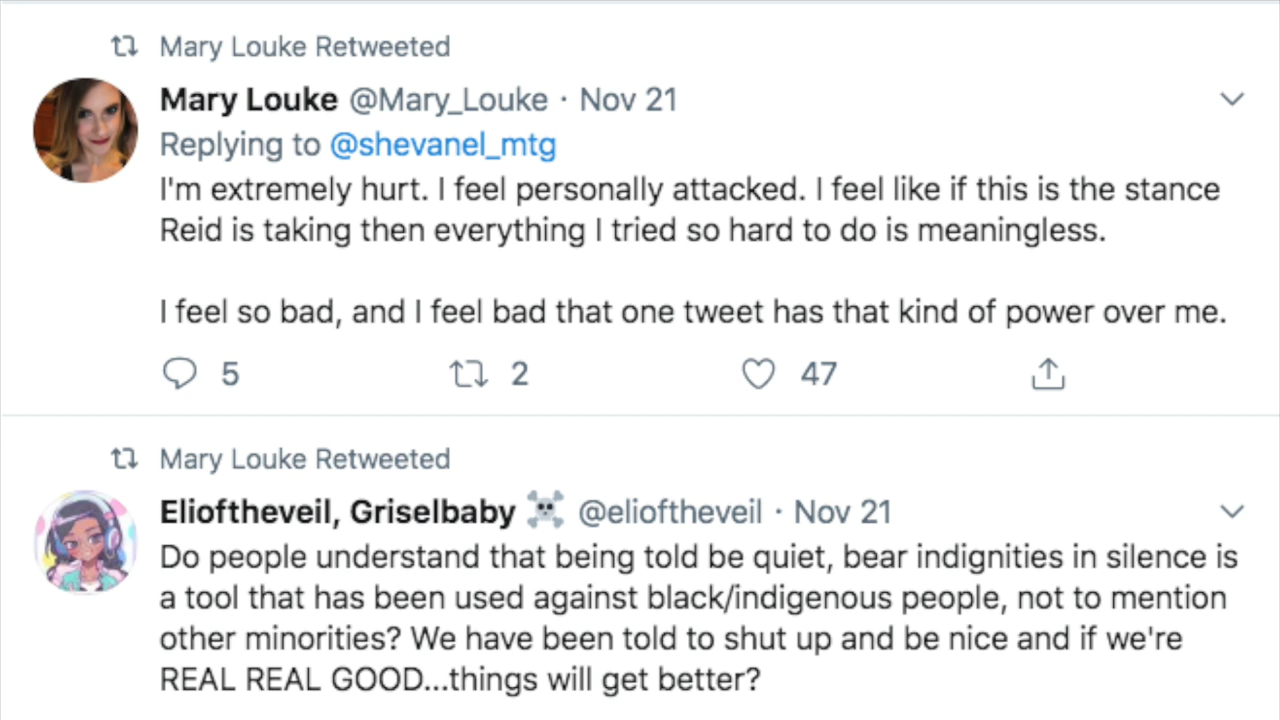 Mary Louke Retweeted
Mary Louke @Mary_Louke · Nov 21
Replying to @shevanel_mtg
I'm extremely hurt. I feel personally attacked. I feel like if this is the stance
Reid is taking then everything I tried so hard to do is meaningless.
I feel so bad, and I feel bad that one tweet has that kind of power over me.
5 2 47
Mary Louke Retweeted
Elioftheveil, Griselbaby ☠️ @elioftheveil · Nov 21
Do people understand that being told be quiet, bear indignities in silence is
a tool that has been used against black/indigenous people, not to mention
other minorities? We have been told to shut up and be nice and if we're
REAL REAL GOOD...things will get better?